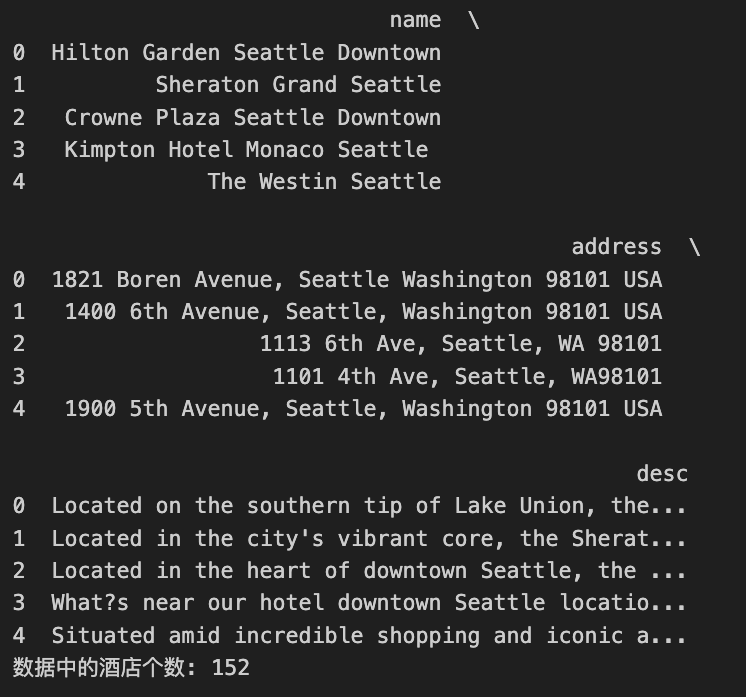 name \
0 Hilton Garden Seattle Downtown
1 Sheraton Grand Seattle
2 Crowne Plaza Seattle Downtown
3 Kimpton Hotel Monaco Seattle
4 The Westin Seattle
address \
0 1821 Boren Avenue, Seattle Washington 98101 USA
1 1400 6th Avenue, Seattle, Washington 98101 USA
2 1113 6th Ave, Seattle, WA 98101
3 1101 4th Ave, Seattle, WA98101
4 1900 5th Avenue, Seattle, Washington 98101 USA
desc
0 Located on the southern tip of Lake Union, the...
1 Located in the city's vibrant core, the Sherat...
2 Located in the heart of downtown Seattle, the ...
3 What?s near our hotel downtown Seattle locatio...
4 Situated amid incredible shopping and iconic a...
数据中的酒店个数: 152